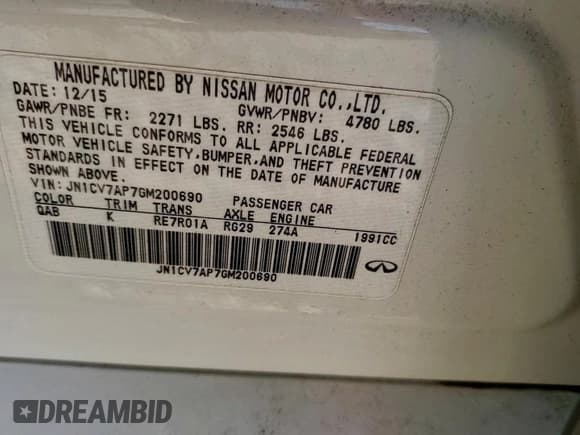 MANUFACTURED BY NISSAN MOTOR CO.,LTD.
DATE: 12/15 GVWR/PNBV: 4780 LBS.
GAWR/PNBE FR: 2271 LBS. RR: 2546 LBS.
THIS VEHICLE CONFORMS TO ALL APPLICABLE FEDERAL
MOTOR VEHICLE SAFETY,BUMPER,AND THEFT PREVENTION
STANDARDS IN EFFECT ON THE DATE OF MANUFACTURE
SHOWN ABOVE.
VIN: JN1CV7AP7GM200690 PASSENGER CAR
COLOR TRIM TRANS AXLE ENGINE
QAB K RE7R01A RG29 274A 1991CC
JN1CV7AP7GM200690
DREAMBID